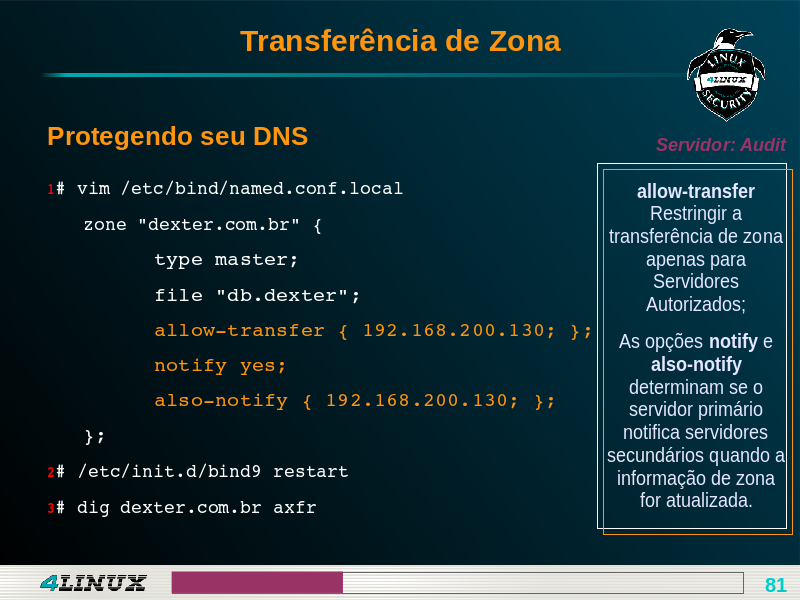 Transferência de Zona
LINUX
4LINUX
SECURITY
Protegendo seu DNS
Servidor: Audit
1# vim /etc/bind/named.conf.local
zone "dexter.com.br" {
type master;
file "db.dexter";
allow-transfer { 192.168.200.130; };
notify yes;
also-notify { 192.168.200.130; };
};
2# /etc/init.d/bind9 restart
3# dig dexter.com.br axfr
allow-transfer
Restringir a
transferência de zona
apenas para
Servidores
Autorizados;
As opções notify e
also-notify
determinam se o
servidor primário
notifica servidores
secundários quando a
informação de zona
for atualizada.
4LINUX
81